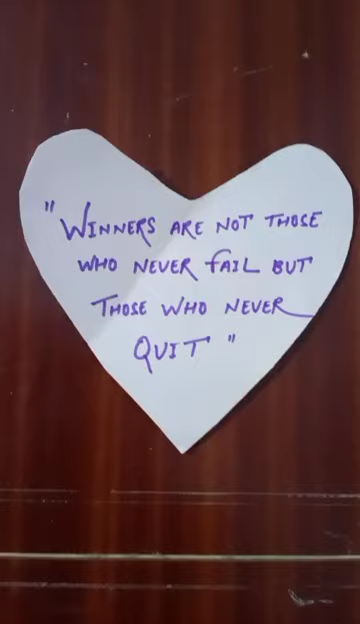 "WINNERS ARE NOT THOSE
WHO NEVER FAIL BUT
THOSE WHO NEVER
QUIT"